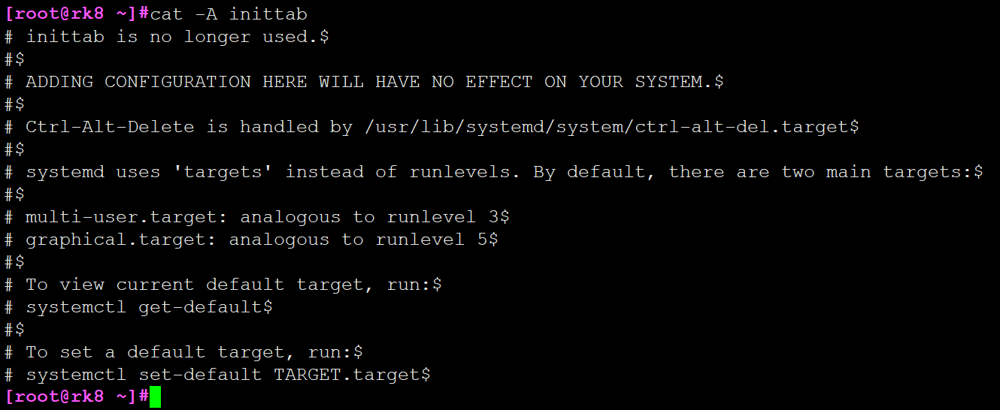 [root@rk8 ~]#cat -A inittab
# inittab is no longer used.$
#$
# ADDING CONFIGURATION HERE WILL HAVE NO EFFECT ON YOUR SYSTEM.$
#$
# Ctrl-Alt-Delete is handled by /usr/lib/systemd/system/ctrl-alt-del.target$
#$
# systemd uses 'targets' instead of runlevels. By default, there are two main targets:$
#$
# multi-user.target: analogous to runlevel 3$
# graphical.target: analogous to runlevel 5$
#$
# To view current default target, run:$
# systemctl get-default$
#$
# To set a default target, run:$
# systemctl set-default TARGET.target$
[root@rk8 ~]#